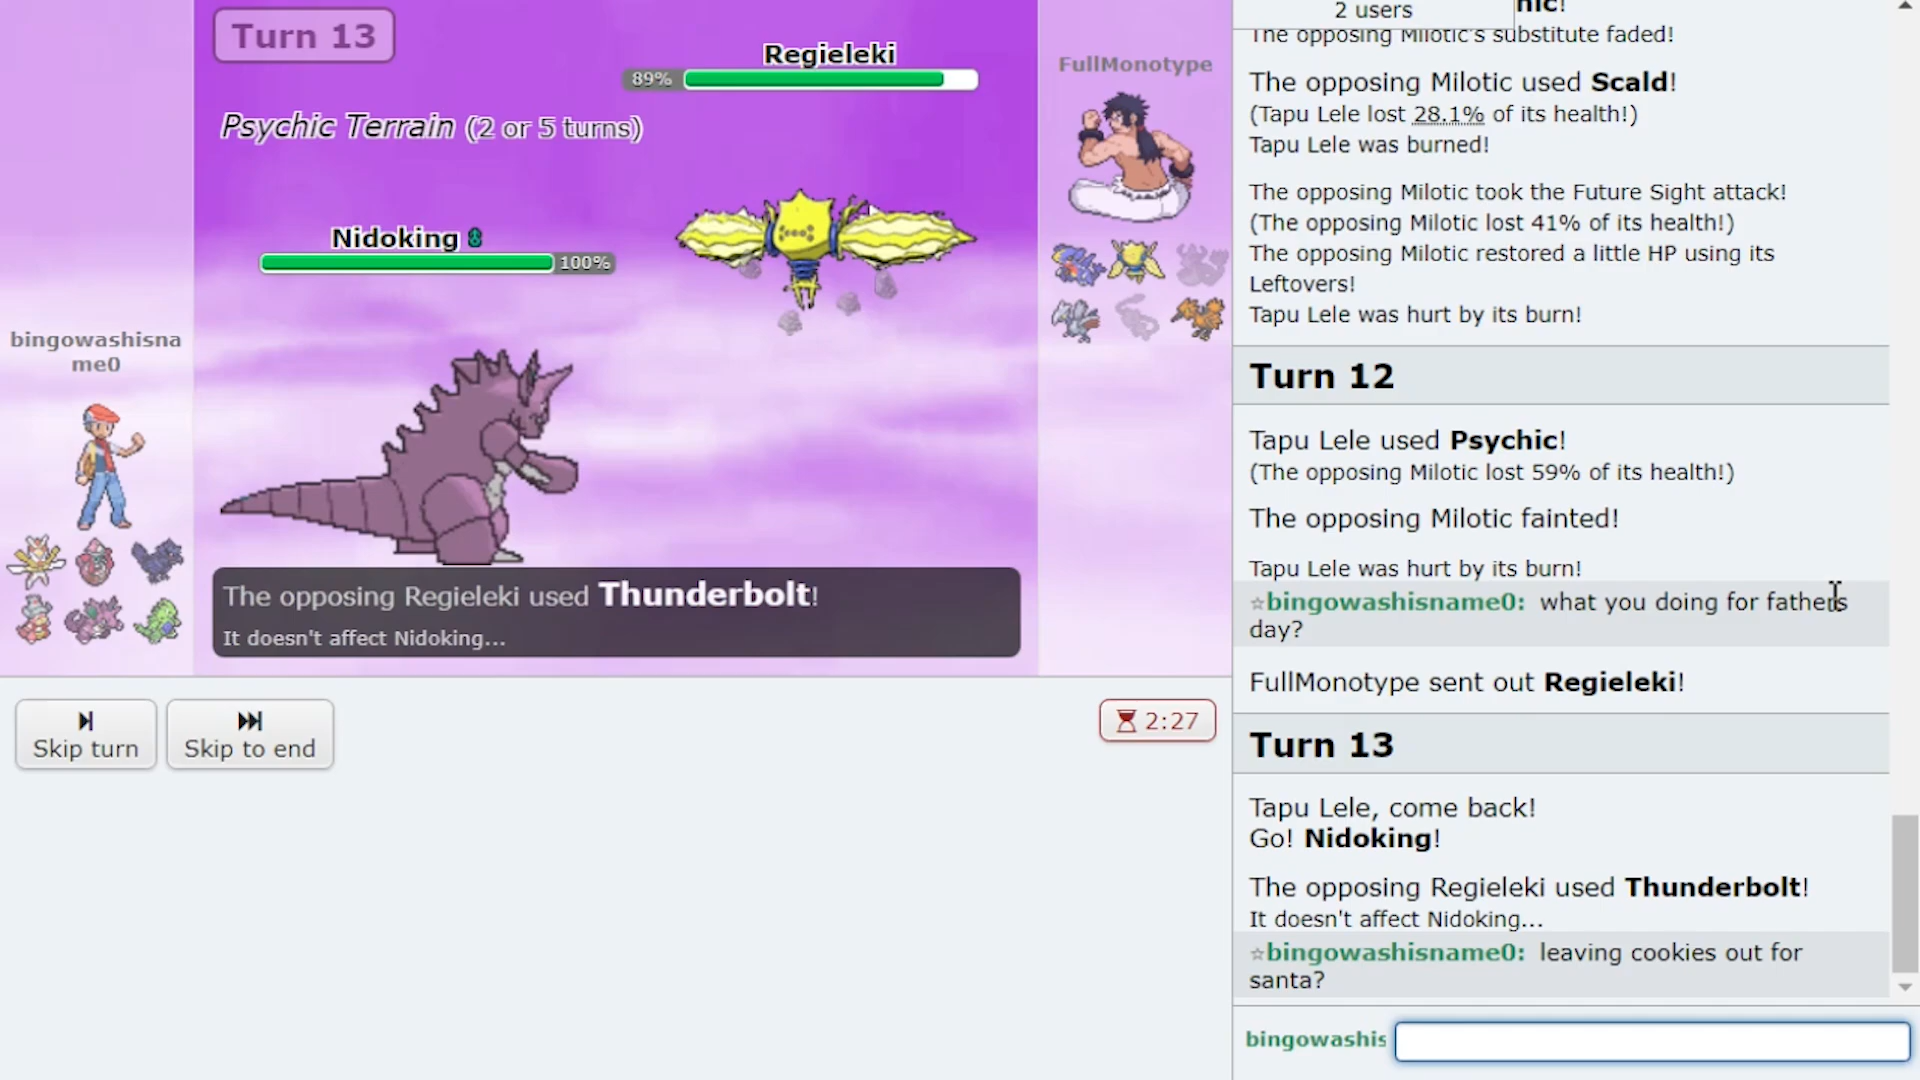 Turn 13
Regieleki
89%
Psychic Terrain (2 or 5 turns)
Nidoking
100%
bingowashisna
me0
FullMonotype
The opposing Regieleki used Thunderbolt!
It doesn't affect Nidoking...
Skip turn
Skip to end
2:27
2 users
The opposing Milotic's substitute faded!
The opposing Milotic used Scald!
(Tapu Lele lost 28.1% of its health!)
Tapu Lele was burned!
The opposing Milotic took the Future Sight attack!
(The opposing Milotic lost 41% of its health!)
The opposing Milotic restored a little HP using its
Leftovers!
Tapu Lele was hurt by its burn!
Turn 12
Tapu Lele used Psychic!
(The opposing Milotic lost 59% of its health!)
The opposing Milotic fainted!
Tapu Lele was hurt by its burn!
☆bingowashisname0: what you doing for fathers
day?
FullMonotype sent out Regieleki!
Turn 13
Tapu Lele, come back!
Go! Nidoking!
The opposing Regieleki used Thunderbolt!
It doesn't affect Nidoking...
☆bingowashisname0: leaving cookies out for
santa?
bingowashis